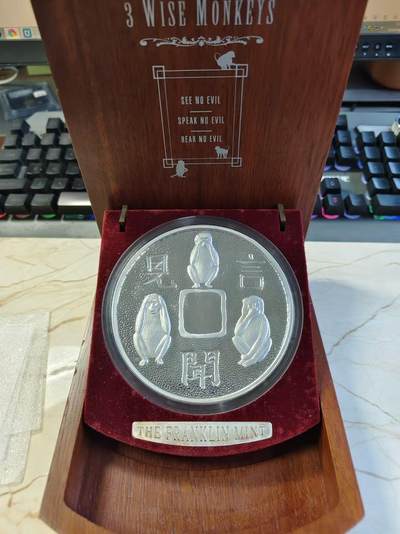 3 WISE MONKEYS
SEE NO EVIL
SPEAK NO EVIL
HEAR NO EVIL
見 言
聞
THE FRANKLIN MINT